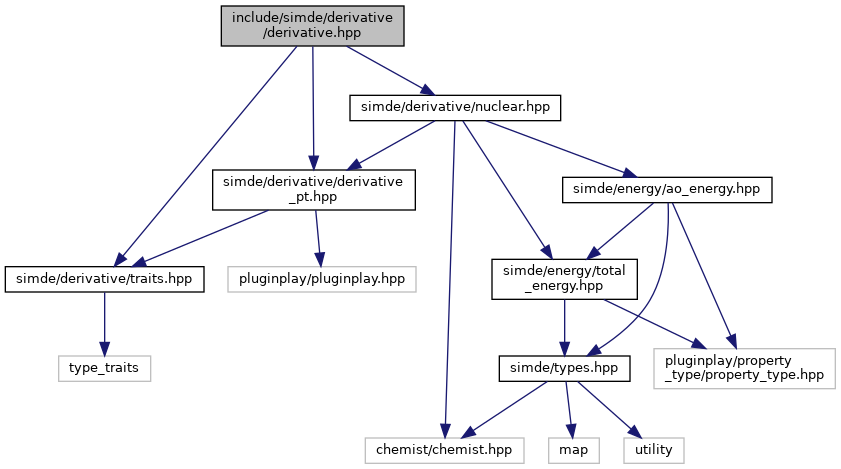 include/simde/derivative
/derivative.hpp
simde/derivative/nuclear.hpp
simde/derivative/derivative
_pt.hpp
simde/energy/ao_energy.hpp
simde/derivative/traits.hpp
pluginplay/pluginplay.hpp
simde/energy/total
_energy.hpp
type_traits
simde/types.hpp
pluginplay/property
_type/property_type.hpp
chemist/chemist.hpp
map
utility